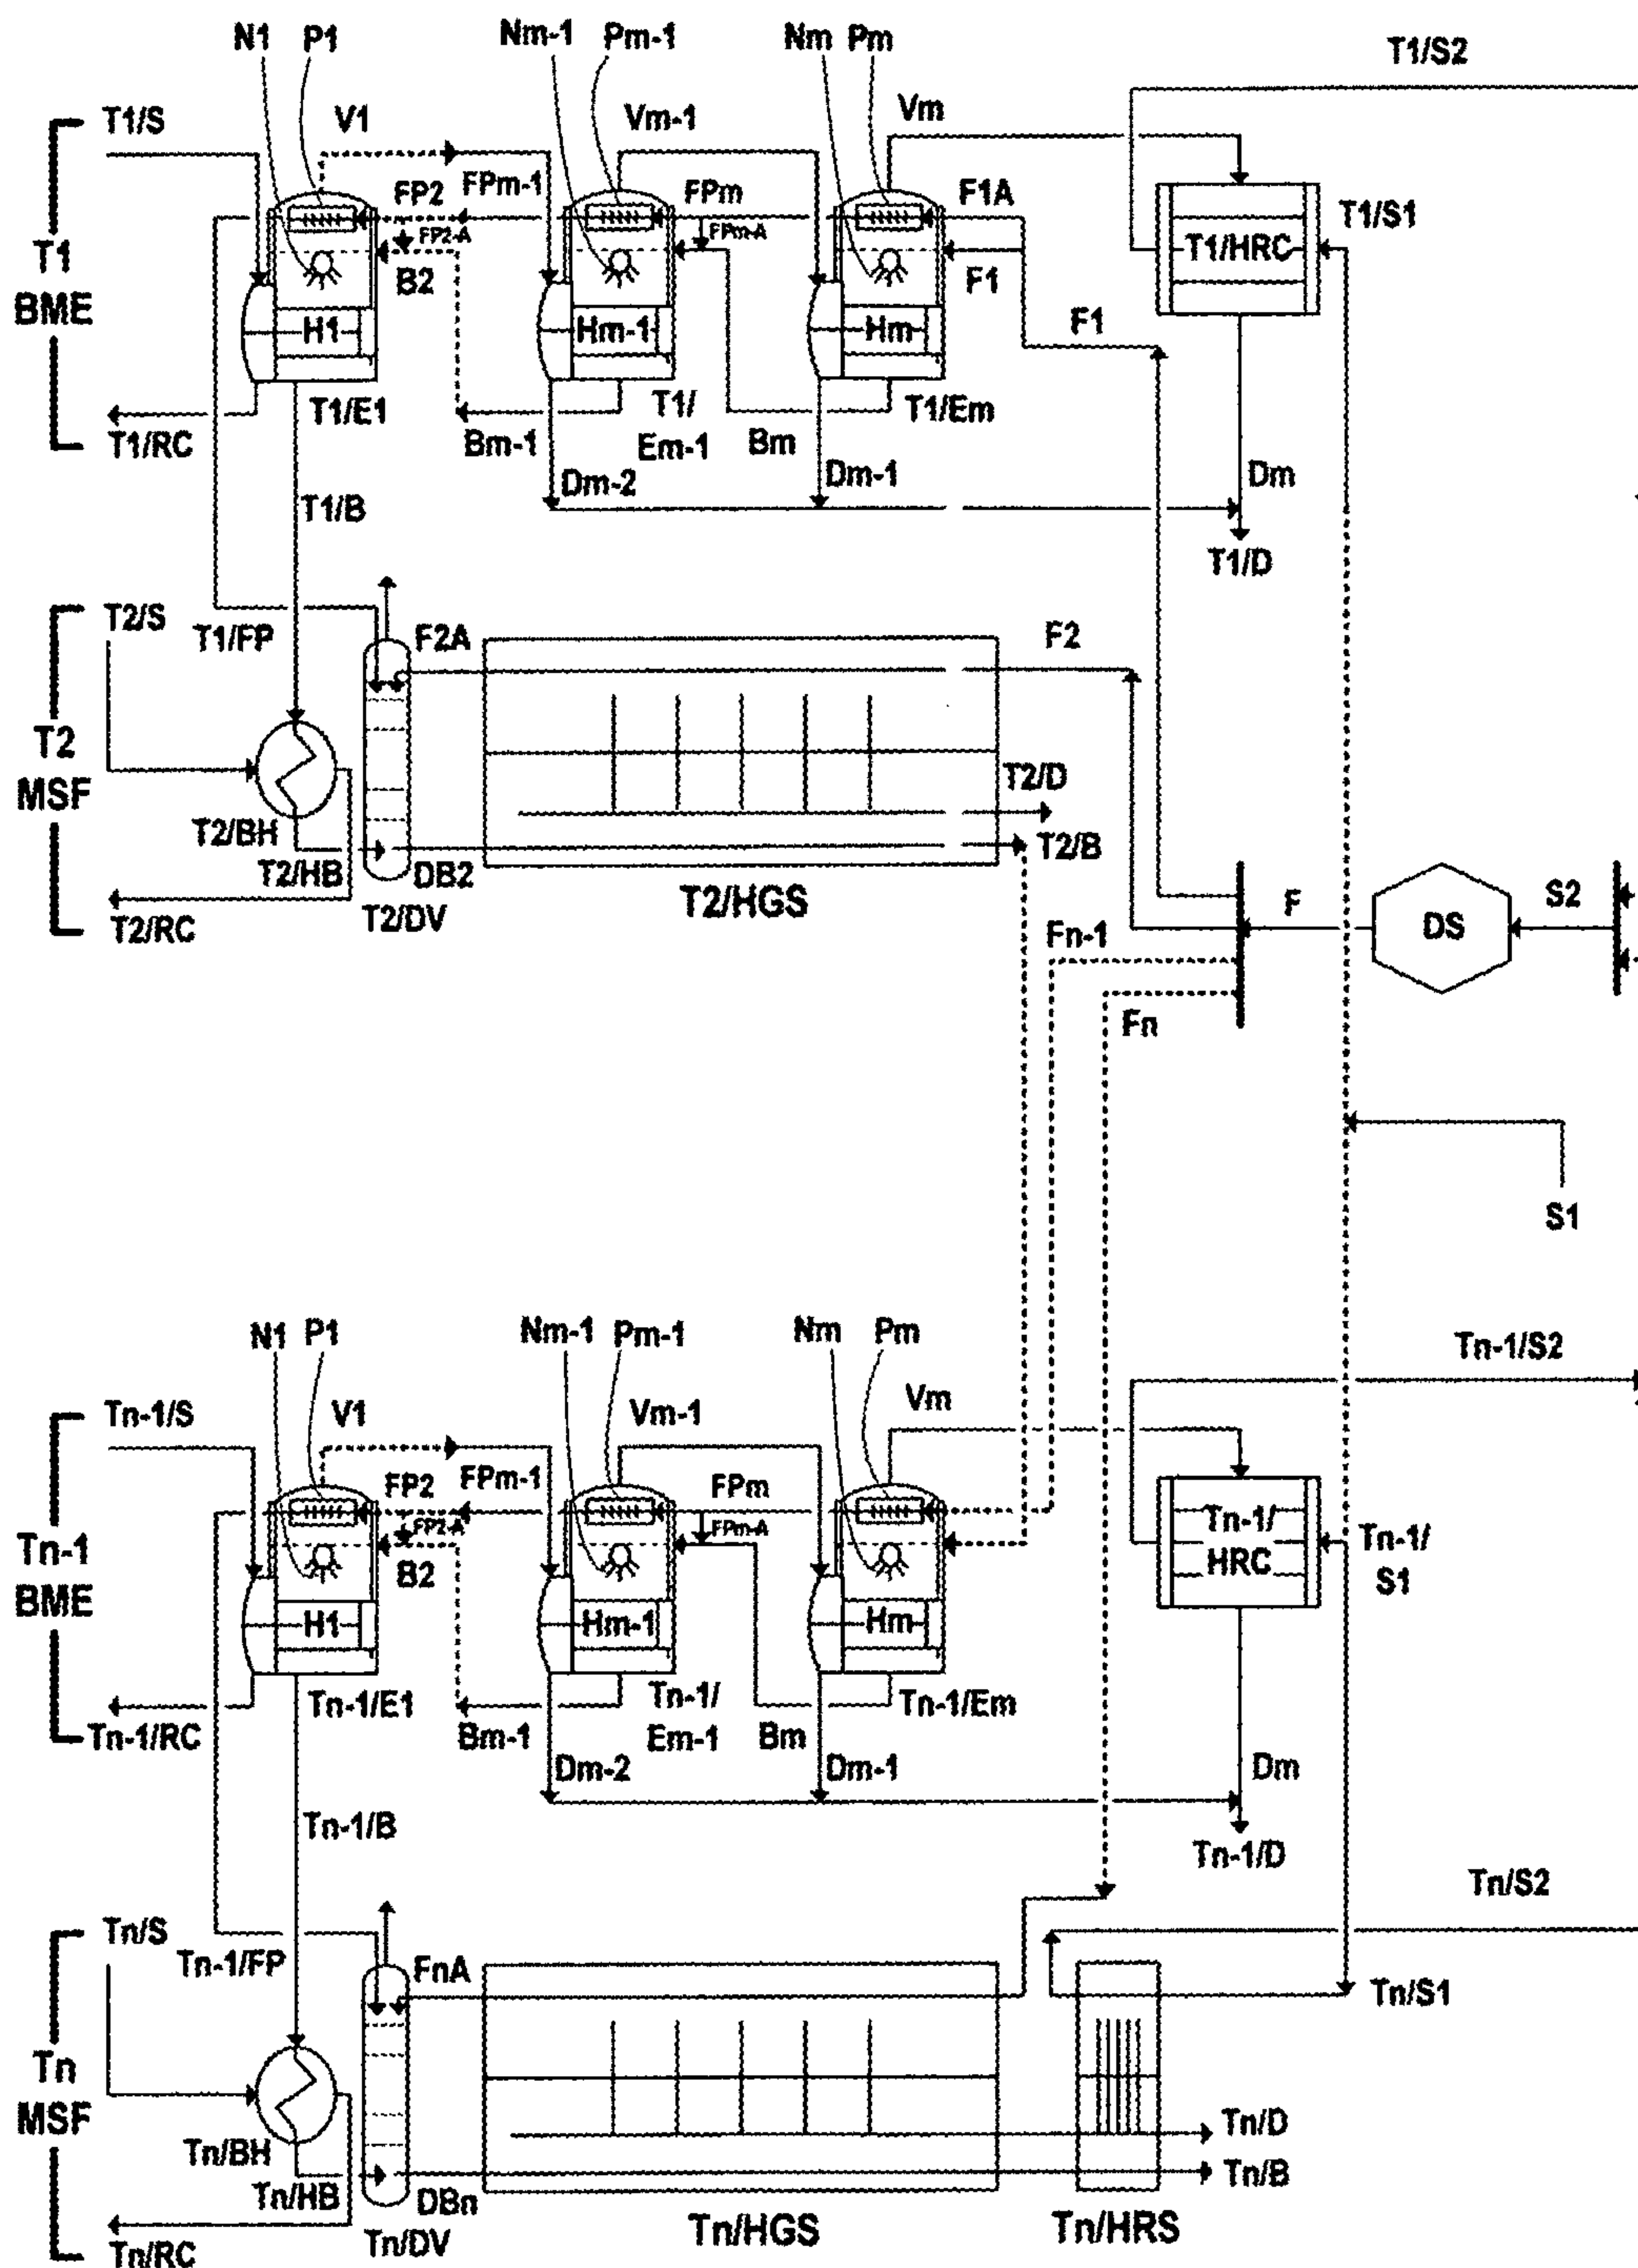 N1 P1 Nm-1 Pm-1 Nm Pm T1/S2
T1/S V1 Vm-1 Vm
FP2 FPm-1 FPm F1A T1/S1
T1 BME
FP2-A FPm-A T1/HRC
B2 F1
H1 Hm-1 Hm F1
T1/RC T1/E1 Bm-1 T1/ Em-1 Bm T1/Em
T1/B Dm-2 Dm-1 Dm
T1/D
T2/S T1/FP F2A F2
T2 MSF
T2/D
T2/BH T2/B
T2/HB DB2
T2/RC T2/DV T2/HGS
Fn-1 F DS S2
Fn
S1
N1 P1 Nm-1 Pm-1 Nm Pm Tn-1/S2
Tn-1/S V1 Vm-1 Vm
FP2 FPm-1 FPm
Tn-1 BME
FP2-A FPm-A Tn-1/ HRC Tn-1/ S1
B2
H1 Hm-1 Hm
Tn-1/RC Tn-1/E1 Bm-1 Tn-1/ Em-1 Bm Tn-1/Em
Dm-2 Dm-1 Dm
Tn-1/B
Tn-1/D
Tn/S2
Tn/S Tn-1/FP FnA Tn/S1
Tn MSF
Tn/D
Tn/BH Tn/B
Tn/HB DBn
Tn/RC Tn/DV Tn/HGS Tn/HRS